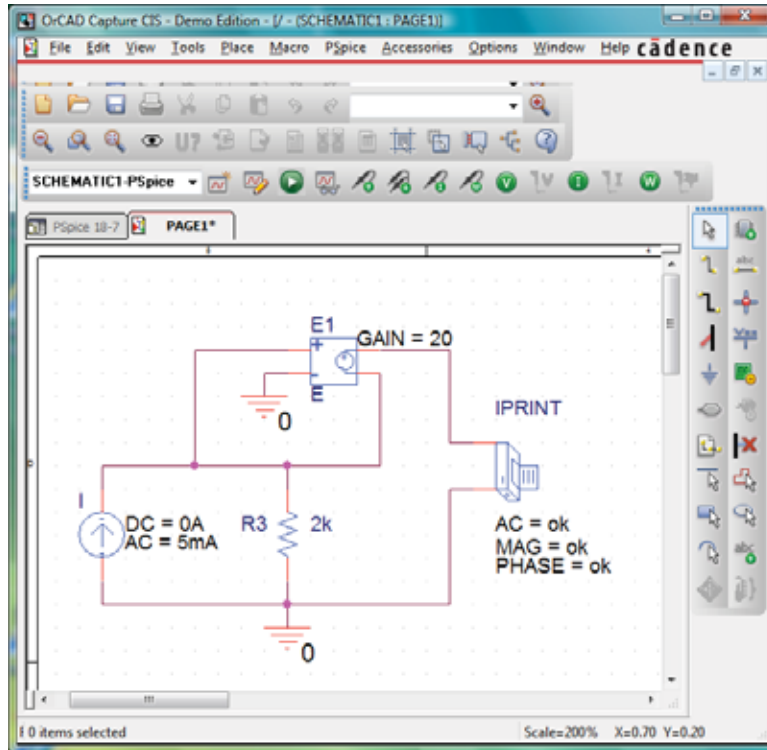 OrCAD Capture CIS - Demo Edition - [/ - (SCHEMATIC1 : PAGE1)]
File Edit View Tools Place Macro PSpice Accessories Options Window Help cādence
U?
SCHEMATIC1-PSpice
V V I I W
PSpice 18-7 PAGE1*
abc
E1
GAIN = 20
E
0
IPRINT
I
DC = 0A
AC = 5mA
R3 2k
AC = ok
MAG = ok
PHASE = ok
0
0 items selected Scale=200% X=0.70 Y=0.20